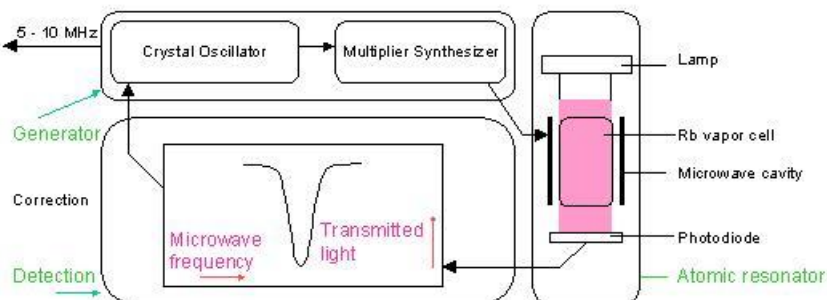 5 - 10 MHz
Crystal Oscillator
Multiplier Synthesizer
Lamp
Generator
Rb vapor cell
Correction
Microwave cavity
Microwave
frequency
Transmitted
light
Photodiode
Detection
Atomic resonator